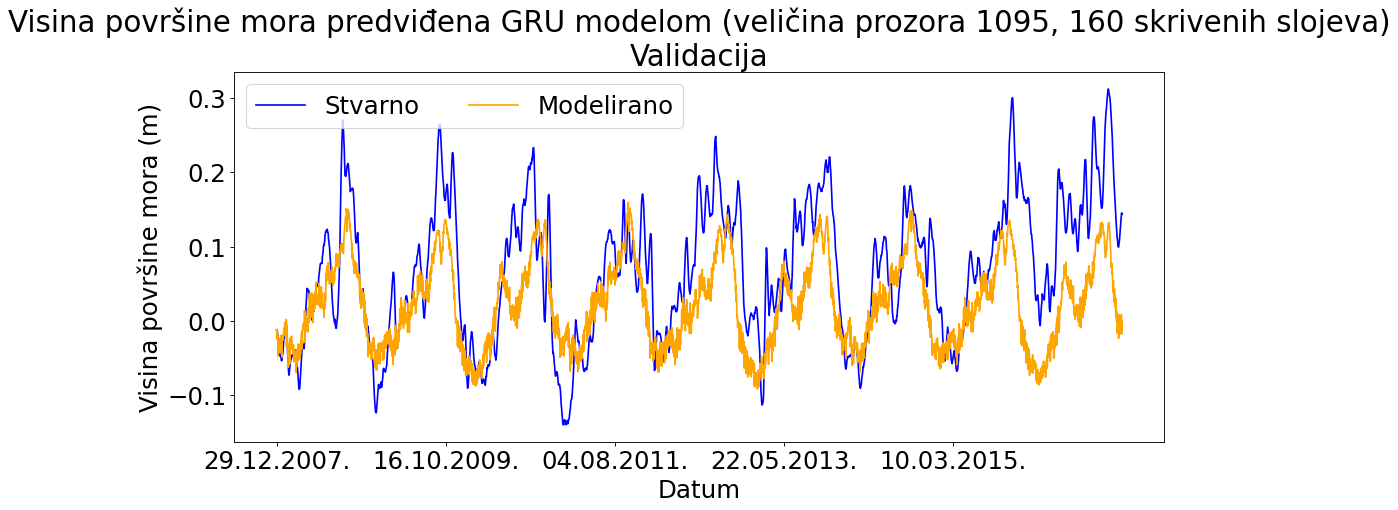 Visina površine mora predviđena GRU modelom (veličina prozora 1095, 160 skrivenih slojeva)
Validacija
Stvarno
Modelirano
Visina površine mora (m)
0.3
0.2
0.1
0.0
−0.1
29.12.2007.
16.10.2009.
04.08.2011.
22.05.2013.
10.03.2015.
Datum